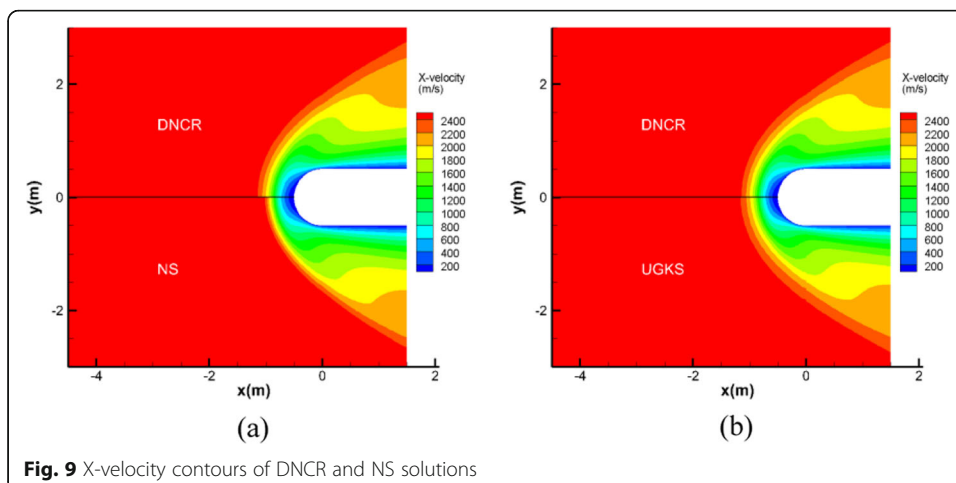 X-velocity
(m/s)
2400
2200
2000
1800
1600
1400
1200
1000
800
600
400
200
DNCR
NS
y(m)
2
0
-2
-4
-2
0
2
x(m)
(a)
X-velocity
(m/s)
2400
2200
2000
1800
1600
1400
1200
1000
800
600
400
200
DNCR
UGKS
y(m)
2
0
-2
-4
-2
0
2
x(m)
(b)
Fig. 9 X-velocity contours of DNCR and NS solutions